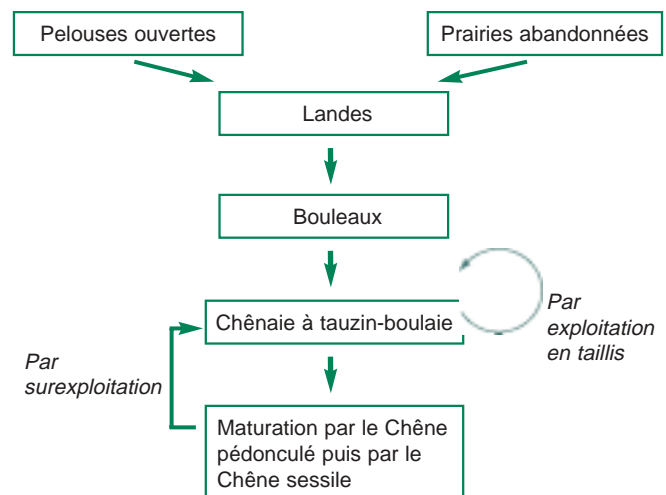 Pelouses ouvertes
Prairies abandonnées
Landes
Bouleaux
Chênaie à tauzin-boulaie
Par
exploitation
en taillis
Par
surexploitation
Maturation par le Chêne
pédonculé puis par le
Chêne sessile